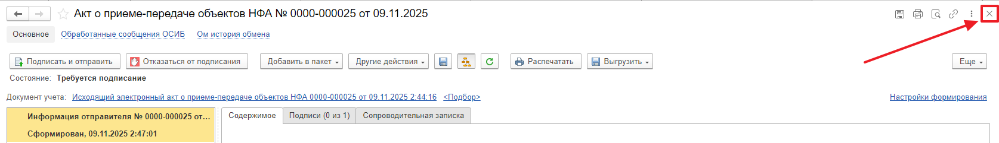 Акт о приеме-передаче объектов НФА № 0000-000025 от 09.11.2025
Основное Обработанные сообщения ОСИБ Ом история обмена
Подписать и отправить Отказаться от подписания Добавить в пакет Другие действия Распечатать Выгрузить Еще
Состояние: Требуется подписание
Документ учета: Исходящий электронный акт о приеме-передаче объектов НФА 0000-000025 от 09.11.2025 2:44:16 <Подбор> Настройки формирования
Информация отправителя № 0000-000025 от... Содержимое Подписи (0 из 1) Сопроводительная записка
Сформирован, 09.11.2025 2:47:01